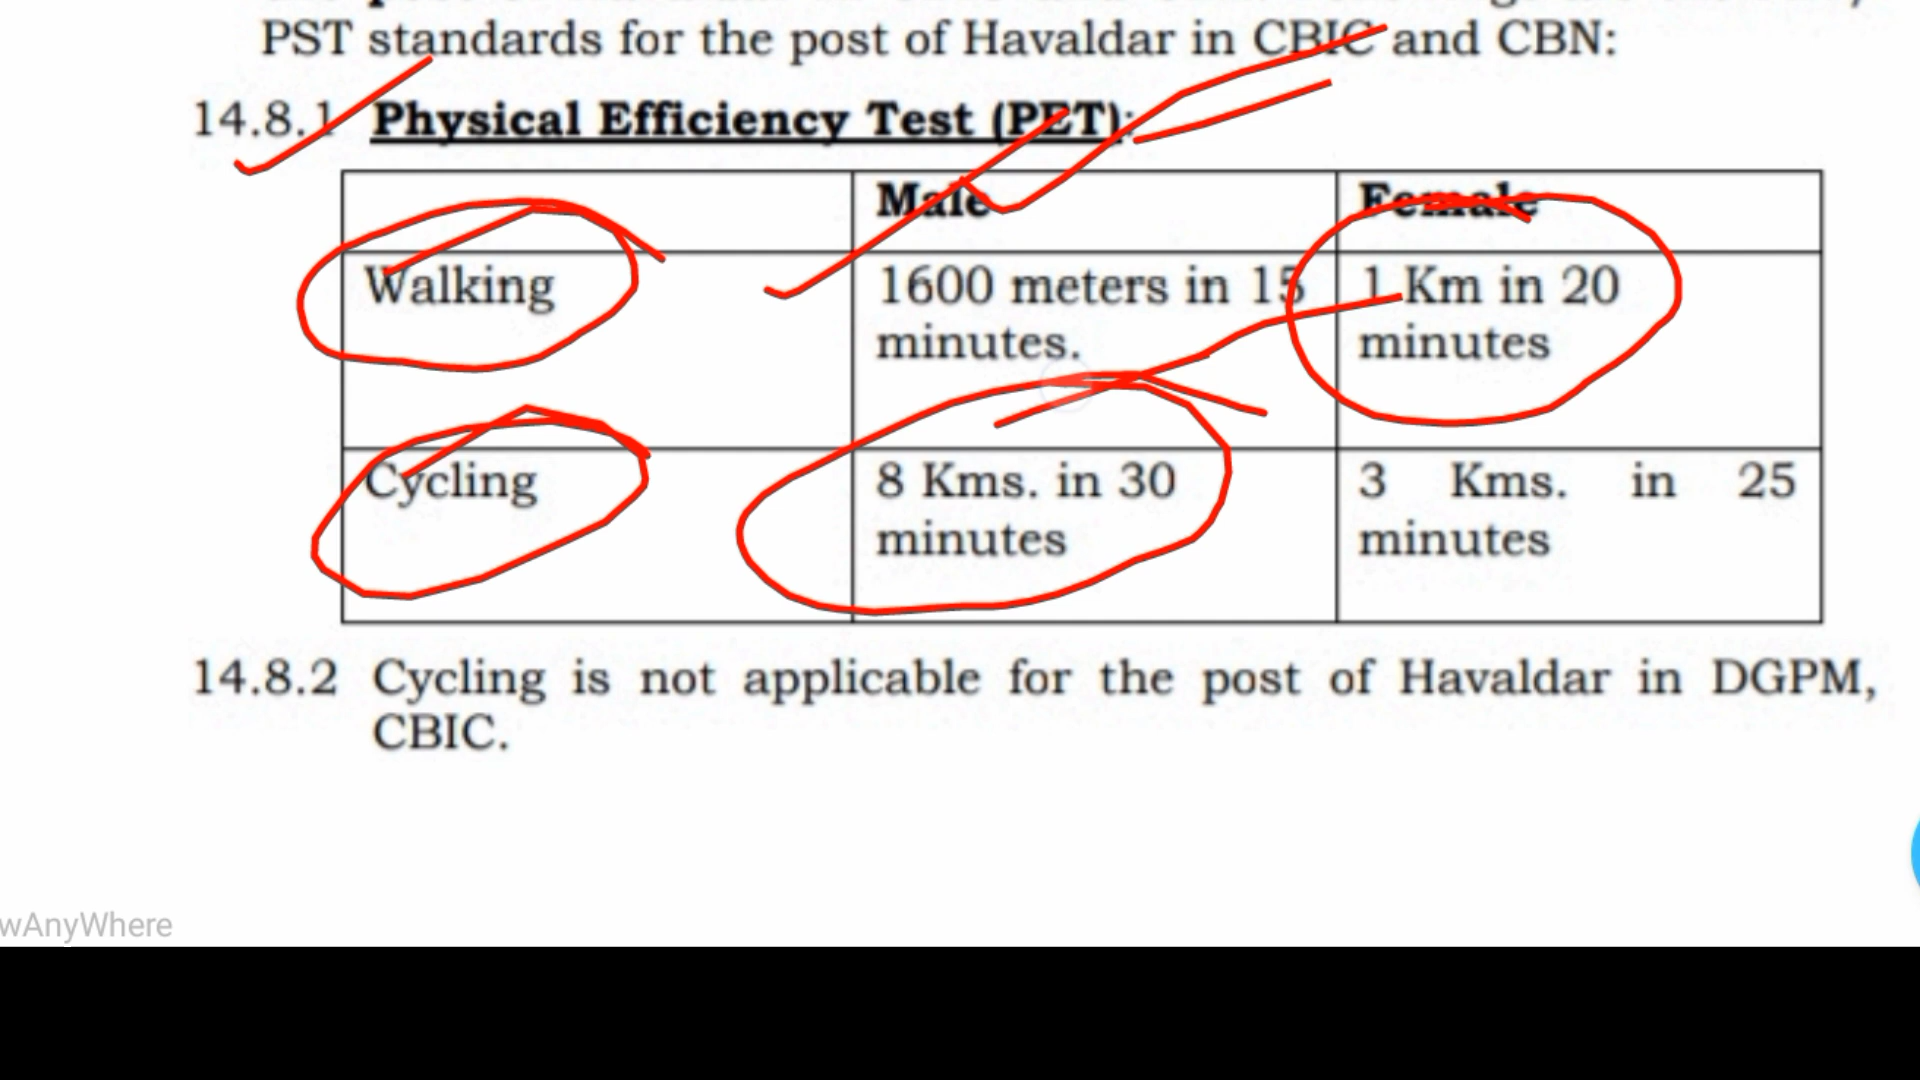 PST standards for the post of Havaldar in CBIC and CBN:
14.8.1 Physical Efficiency Test (PET):
Male Female
Walking 1600 meters in 15 1 Km in 20
minutes. minutes
Cycling 8 Kms. in 30 3 Kms. in 25
minutes minutes
14.8.2 Cycling is not applicable for the post of Havaldar in DGPM,
CBIC.
wAnyWhere